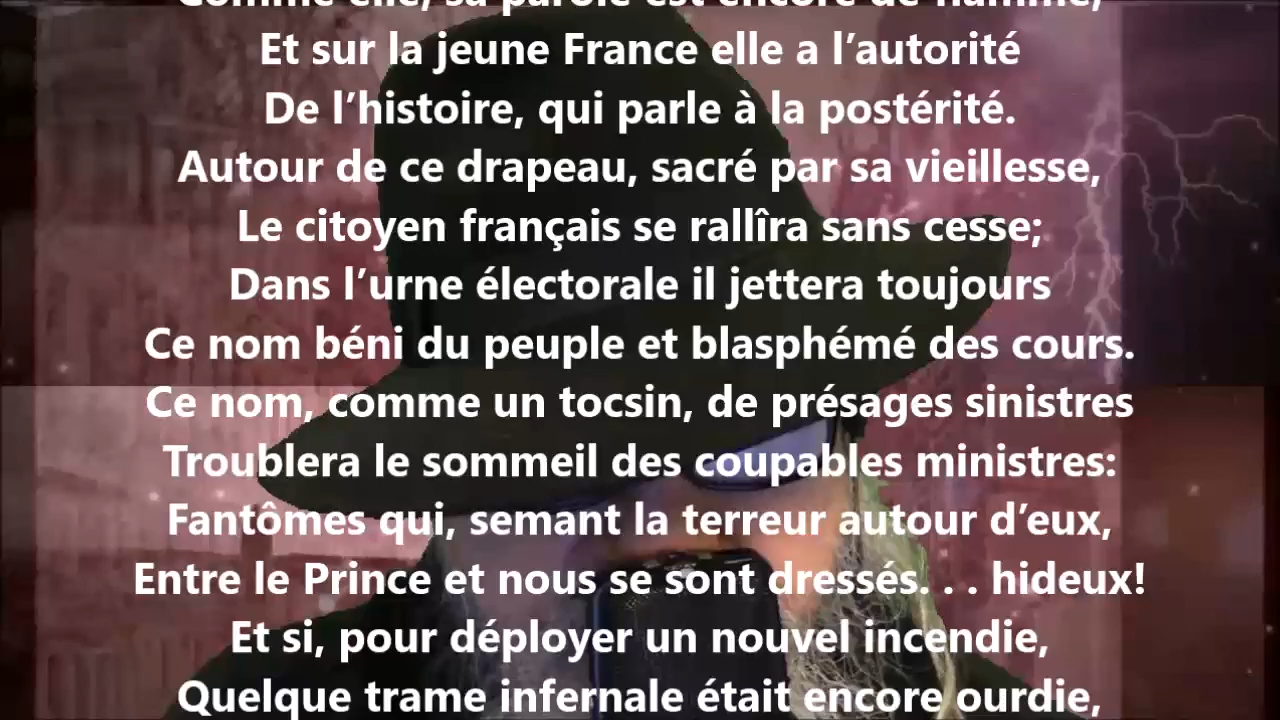 Comme elle, sa parole est encore de flamme,
Et sur la jeune France elle a l’autorité
De l’histoire, qui parle à la postérité.
Autour de ce drapeau, sacré par sa vieillesse,
Le citoyen français se rallîra sans cesse;
Dans l’urne électorale il jettera toujours
Ce nom béni du peuple et blasphémé des cours.
Ce nom, comme un tocsin, de présages sinistres
Troublera le sommeil des coupables ministres:
Fantômes qui, semant la terreur autour d’eux,
Entre le Prince et nous se sont dressés. . . hideux!
Et si, pour déployer un nouvel incendie,
Quelque trame infernale était encore ourdie,